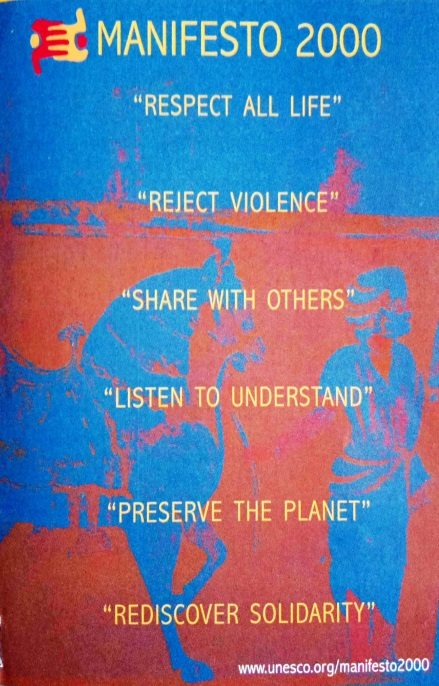 MANIFESTO 2000
“RESPECT ALL LIFE”
“REJECT VIOLENCE”
“SHARE WITH OTHERS”
“LISTEN TO UNDERSTAND”
“PRESERVE THE PLANET”
“REDISCOVER SOLIDARITY”
www.unesco.org/manifesto2000